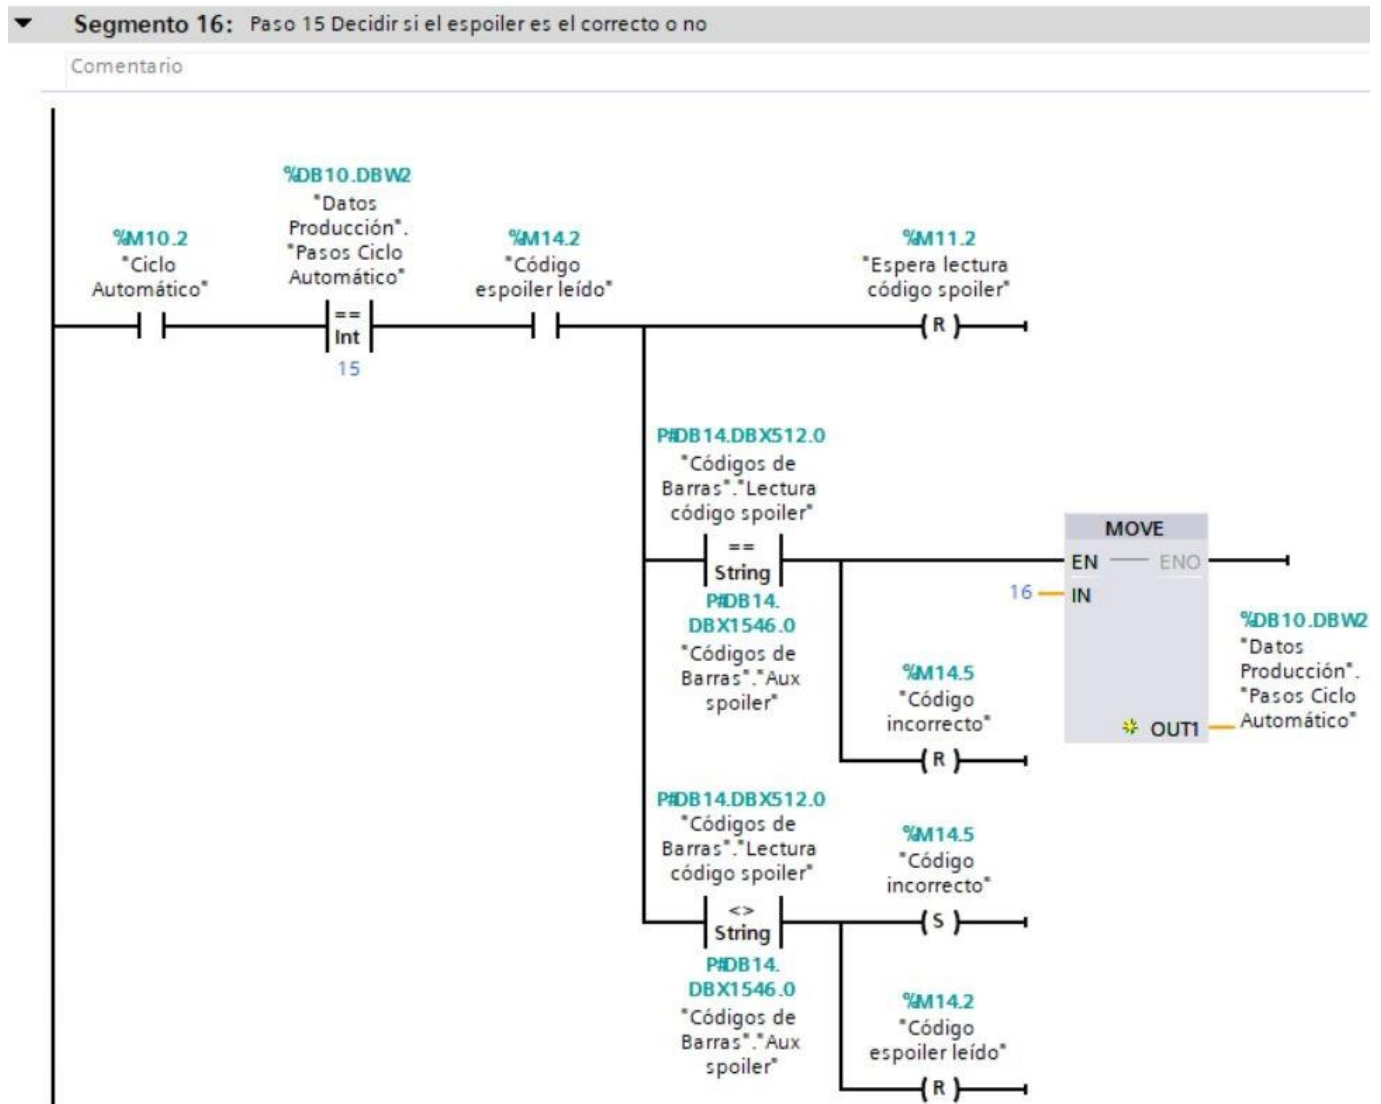 Segmento 16: Paso 15 Decidir si el espoiler es el correcto o no
Comentario
%DB10.DBW2
"Datos
Producción".
"Pasos Ciclo
Automático"
%M10.2
"Ciclo
Automático"
==
Int
15
%M14.2
"Código
espoiler leído"
%M11.2
"Espera lectura
código spoiler"
R
P#DB14.DBX512.0
"Códigos de
Barras"."Lectura
código spoiler"
==
String
P#DB14.
DBX1546.0
"Códigos de
Barras"."Aux
spoiler"
MOVE
EN ENO
16 IN
%DB10.DBW2
"Datos
Producción".
"Pasos Ciclo
Automático"
OUT1
%M14.5
"Código
incorrecto"
R
P#DB14.DBX512.0
"Códigos de
Barras"."Lectura
código spoiler"
<>
String
P#DB14.
DBX1546.0
"Códigos de
Barras"."Aux
spoiler"
%M14.5
"Código
incorrecto"
S
%M14.2
"Código
espoiler leído"
R